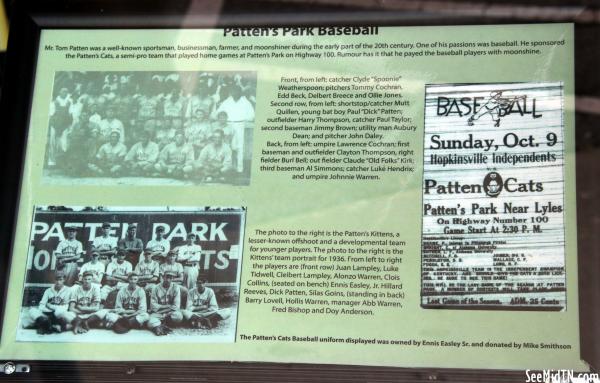 Patten's Park Baseball
Mr. Tom Patten was a well-known sportsman, businessman, farmer, and moonshiner during the early part of the 20th century. One of his passions was baseball. He sponsored
the Patten's Cats, a semi-pro team that played home games at Patten's Park on Highway 100. Rumour has it that he payed the baseball players with moonshine.
Front, from left: catcher Clyde "Spoonie"
Weatherspoon; pitchers Tommy Cochran,
Edd Beck, Delbert Breece and Ollie Jones.
Second row, from left: shortstop/catcher Mutt
Quillen, young bat boy Paul "Dick" Patten;
outfielder Harry Thompson, catcher Paul Taylor;
second baseman Jimmy Brown; utility man Aubury
Dean; and pitcher John Daley.
Back, from left: umpire Lawrence Cochran; first
baseman and outfielder Clayton Thompson, right
fielder Burl Bell; out fielder Claude "Old Folks" Kirk;
third baseman Al Simmons; catcher Luke Hendrix;
and umpire Johnnie Warren.
BASEBALL
Sunday, Oct. 9
Hopkinsville Independents
Patten Cats
Patten's Park Near Lyles
On Highway Number 100
Game Start At 2:30 P. M.
Last Game of the Season. ADM. 25 Cents
PATTEN PARK
The photo to the right is the Patten's Kittens, a
lesser-known offshoot and a developmental team
for younger players. The photo to the right is the
Kittens' team portrait for 1936. From left to right
the players are (front row) Juan Lampley, Luke
Tidwell, Cleibert Lampley, Alonzo Warren, Clois
Collins, (seated on bench) Ennis Easley, Jr. Hillard
Reeves, Dick Patten, Silas Goins, (standing in back)
Barry Lovell, Hollis Warren, manager Abb Warren,
Fred Bishop and Doy Anderson.
The Patten's Cats Baseball uniform displayed was owned by Ennis Easley Sr. and donated by Mike Smithson
SeeMidTN.com